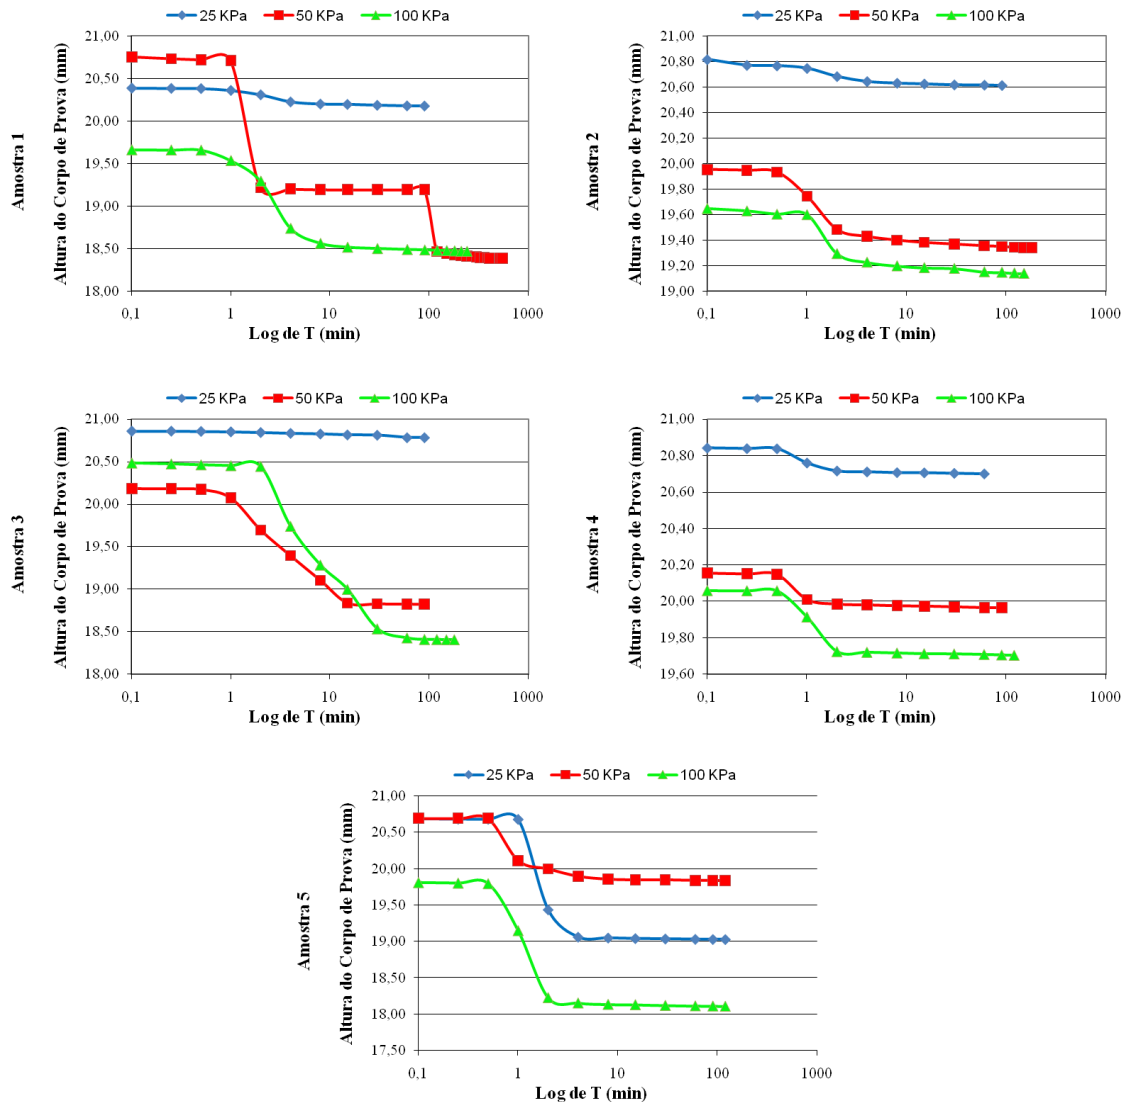 25 KPa 50 KPa 100 KPa
Amostra 1
Altura do Corpo de Prova (mm)
21,00
20,50
20,00
19,50
19,00
18,50
18,00
0,1 1 10 100 1000
Log de T (min)
25 KPa 50 KPa 100 KPa
Amostra 2
Altura do Corpo de Prova (mm)
21,00
20,80
20,60
20,40
20,20
20,00
19,80
19,60
19,40
19,20
19,00
0,1 1 10 100 1000
Log de T (min)
25 KPa 50 KPa 100 KPa
Amostra 3
Altura do Corpo de Prova (mm)
21,00
20,50
20,00
19,50
19,00
18,50
18,00
0,1 1 10 100 1000
Log de T (min)
25 KPa 50 KPa 100 KPa
Amostra 4
Altura do Corpo de Prova (mm)
21,00
20,80
20,60
20,40
20,20
20,00
19,80
19,60
0,1 1 10 100 1000
Log de T (min)
25 KPa 50 KPa 100 KPa
Amostra 5
Altura do Corpo de Prova (mm)
21,00
20,50
20,00
19,50
19,00
18,50
18,00
17,50
0,1 1 10 100 1000
Log de T (min)